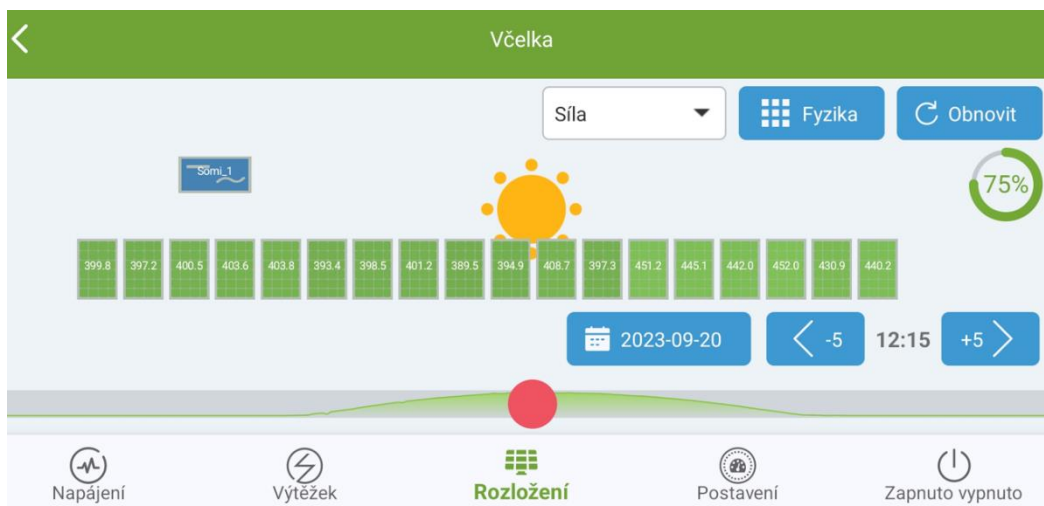 Včelka
Síla
Fyzika
Obnovit
Sömi_1
75%
399.8 397.2 400.5 403.6 403.8 393.4 398.5 401.2 389.5 394.9 408.7 397.3 451.2 445.1 442.0 452.0 430.9 440.2
2023-09-20
-5
12:15
+5
Napájení
Výtěžek
Rozložení
Postavení
Zapnuto vypnuto